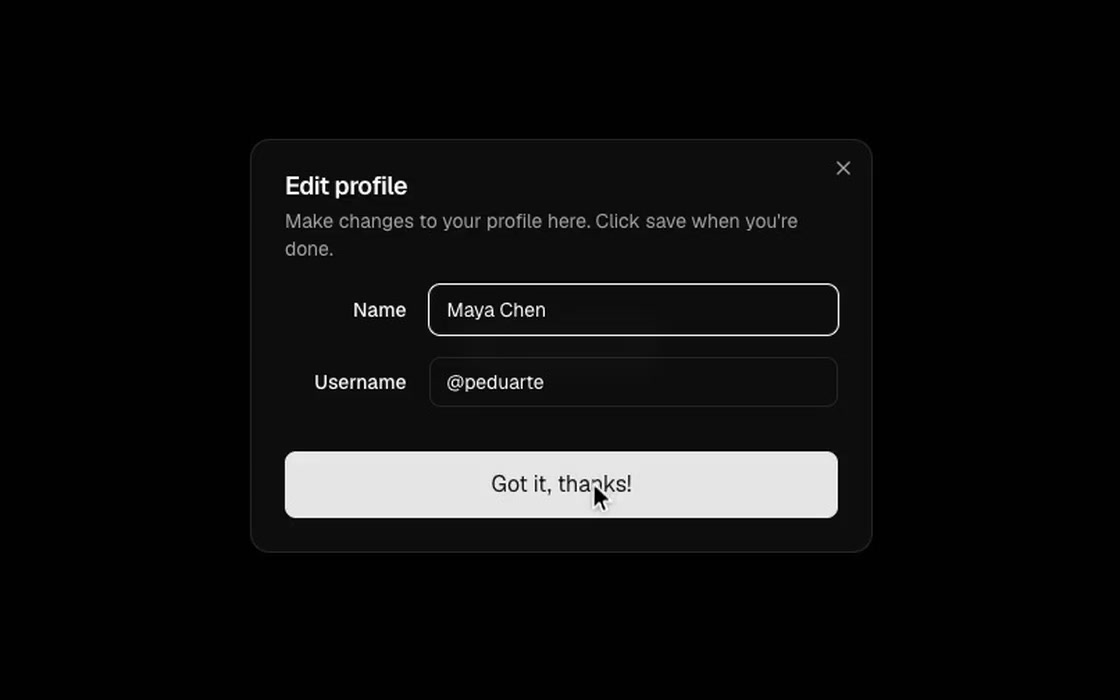 Edit profile
Make changes to your profile here. Click save when you're
done.
Name
Maya Chen
Username
@peduarte
Got it, thanks!